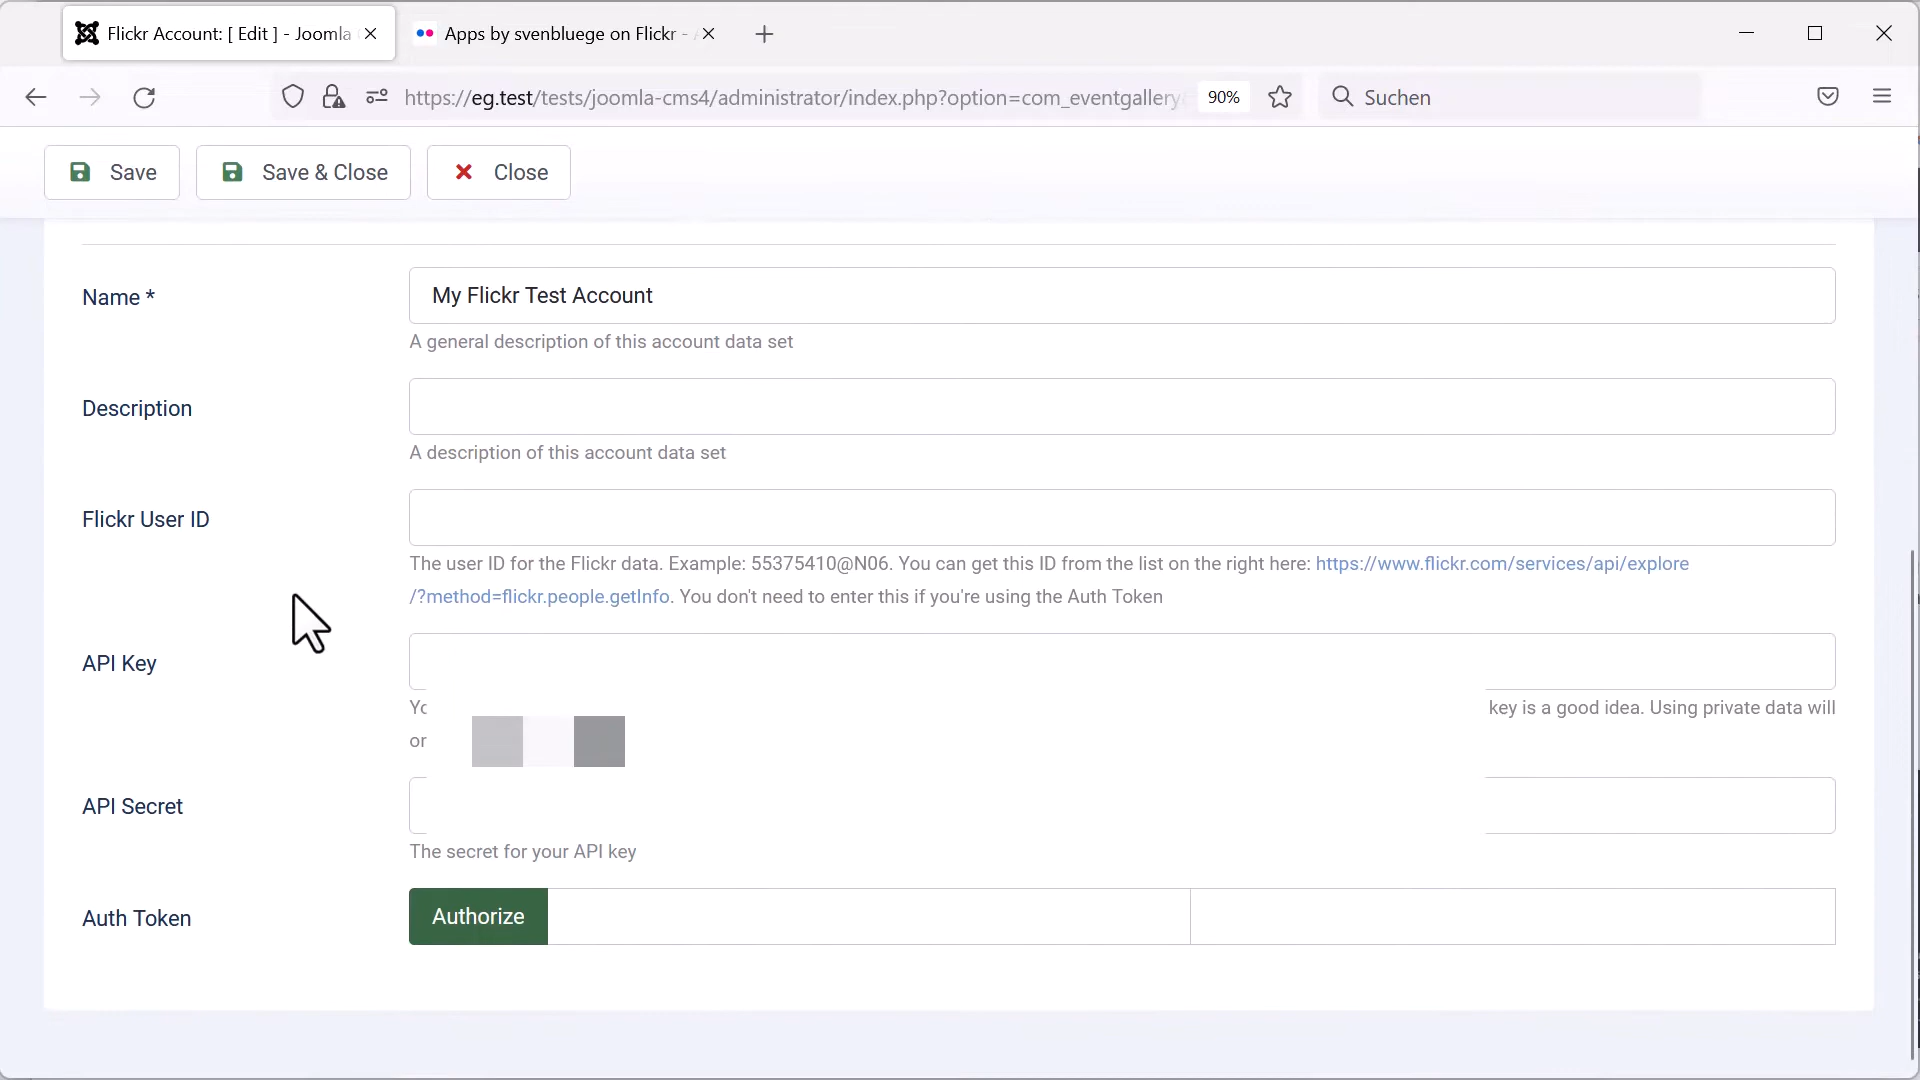 Flickr Account: [ Edit ] - Joomla
Apps by svenbluege on Flickr -
https://eg.test/tests/joomla-cms4/administrator/index.php?option=com_eventgallery
90%
Suchen
Save
Save & Close
Close
Name *
My Flickr Test Account
A general description of this account data set
Description
A description of this account data set
Flickr User ID
The user ID for the Flickr data. Example: 55375410@N06. You can get this ID from the list on the right here: https://www.flickr.com/services/api/explore
/?method=flickr.people.getInfo. You don't need to enter this if you're using the Auth Token
API Key
key is a good idea. Using private data will
or
API Secret
The secret for your API key
Auth Token
Authorize